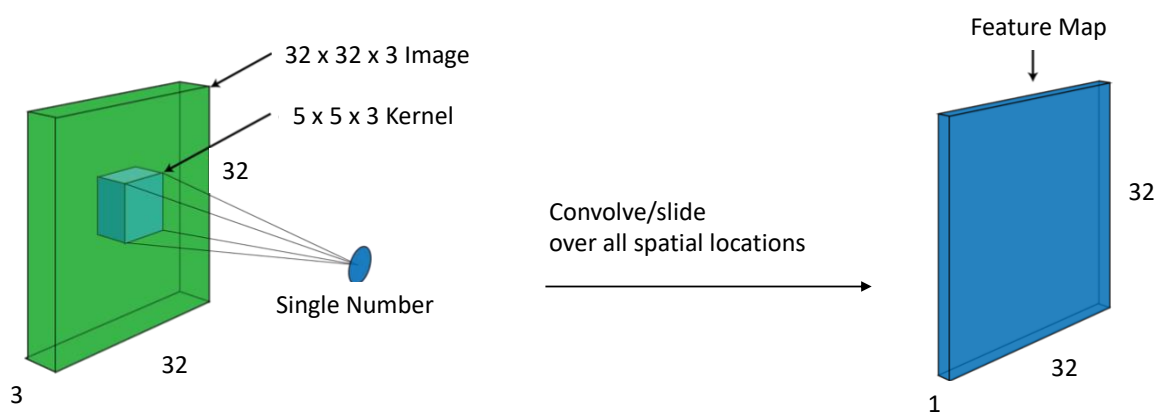 32 x 32 x 3 Image
5 x 5 x 3 Kernel
32
Single Number
32
3
Convolve/slide
over all spatial locations
Feature Map
32
32
1